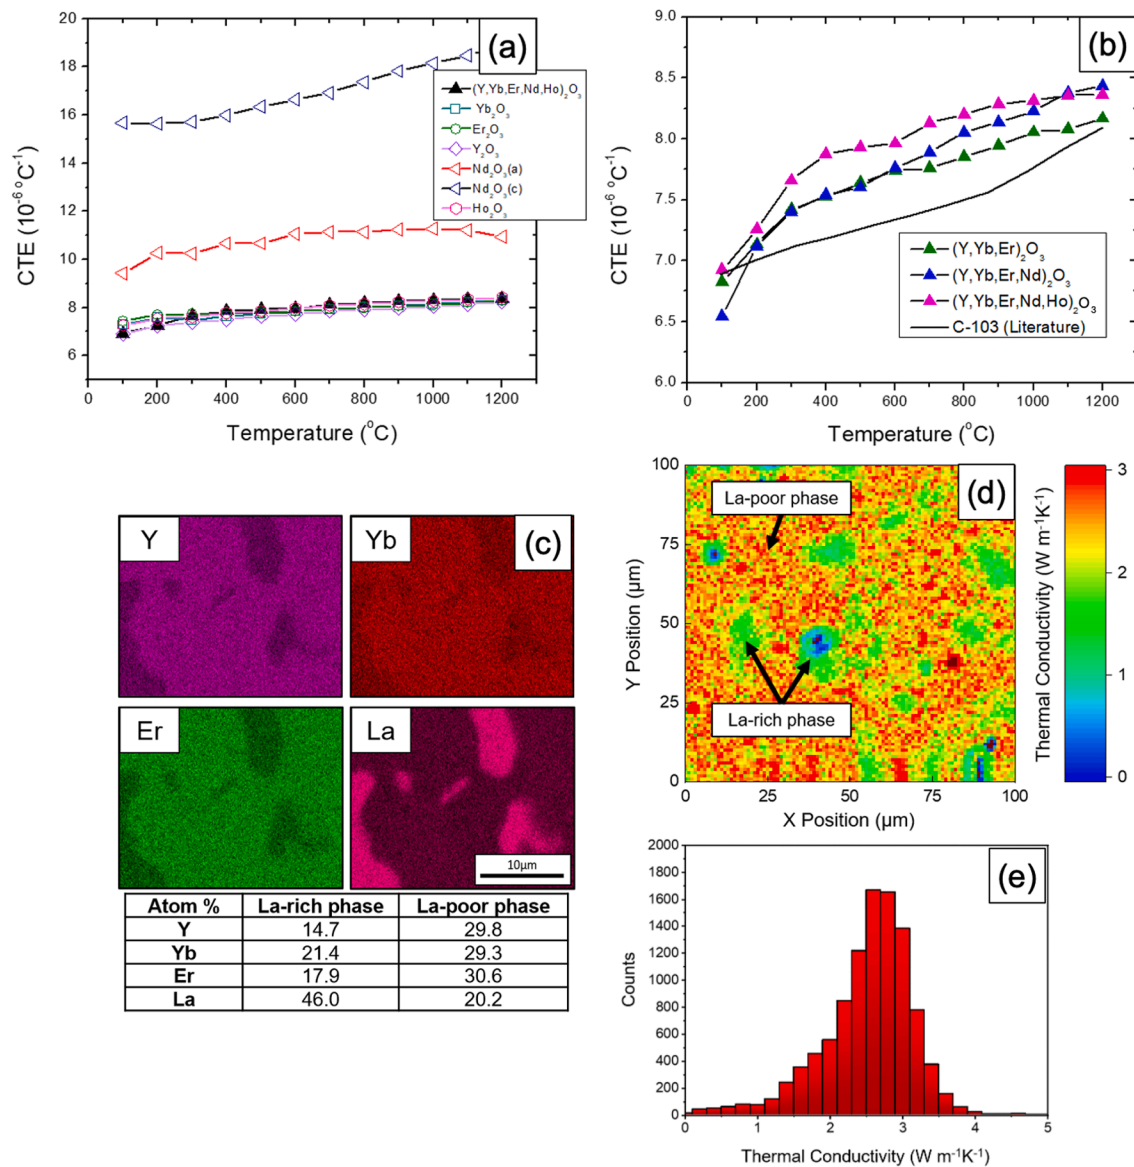 (a)
CTE (10⁻⁶ °C⁻¹)
20
18
16
14
12
10
8
6
0 200 400 600 800 1000 1200
Temperature (°C)
(Y,Yb,Er,Nd,Ho)₂O₃
Yb₂O₃
Er₂O₃
Y₂O₃
Nd₂O₃(a)
Nd₂O₃(c)
Ho₂O₃
(b)
CTE (10⁻⁶ °C⁻¹)
9.0
8.5
8.0
7.5
7.0
6.5
6.0
0 200 400 600 800 1000 1200
Temperature (°C)
(Y,Yb,Er)₂O₃
(Y,Yb,Er,Nd)₂O₃
(Y,Yb,Er,Nd,Ho)₂O₃
C-103 (Literature)
(c)
Y
Yb
Er
La
10μm
Atom % La-rich phase La-poor phase
Y 14.7 29.8
Yb 21.4 29.3
Er 17.9 30.6
La 46.0 20.2
(d)
La-poor phase
La-rich phase
Y Position (μm)
100
75
50
25
0
0 25 50 75 100
X Position (μm)
Thermal Conductivity (W m⁻¹K⁻¹)
3
2
1
0
(e)
Counts
2000
1800
1600
1400
1200
1000
800
600
400
200
0
0 1 2 3 4 5
Thermal Conductivity (W m⁻¹K⁻¹)